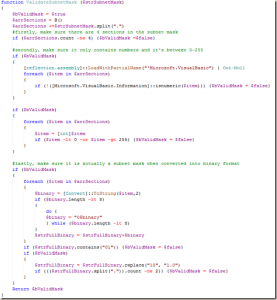 function ValidateSubnetMask ($strSubnetMask)
{
$bValidMask = $true
$arrSections = @()
$arrSections +=$strSubnetMask.split(".")
#firstly, make sure there are 4 sections in the subnet mask
if ($arrSections.count -ne 4) {$bValidMask =$false}
#secondly, make sure it only contains numbers and it's between 0-255
if ($bValidMask)
{
[reflection.assembly]::LoadWithPartialName("'Microsoft.VisualBasic") | Out-Null
foreach ($item in $arrSections)
{
if (!([Microsoft.VisualBasic.Information]::isnumeric($item))) {$bValidMask = $false}
}
}
if ($bValidMask)
{
foreach ($item in $arrSections)
{
$item = [int]$item
if ($item -lt 0 -or $item -gt 255) {$bValidMask = $false}
}
}
#lastly, make sure it is actually a subnet mask when converted into binary format
if ($bValidMask)
{
foreach ($item in $arrSections)
{
$binary = [Convert]::ToString($item,2)
if ($binary.length -lt 8)
{
do {
$binary = "0$binary"
} while ($binary.length -lt 8)
}
$strFullBinary = $strFullBinary+$binary
}
if ($strFullBinary.contains("01")) {$bValidMask = $false}
if ($bValidMask)
{
$strFullBinary = $strFullBinary.replace("10", "1.0")
if ((($strFullBinary.split(".")).count -ne 2)) {$bValidMask = $false}
}
}
Return $bValidMask
}